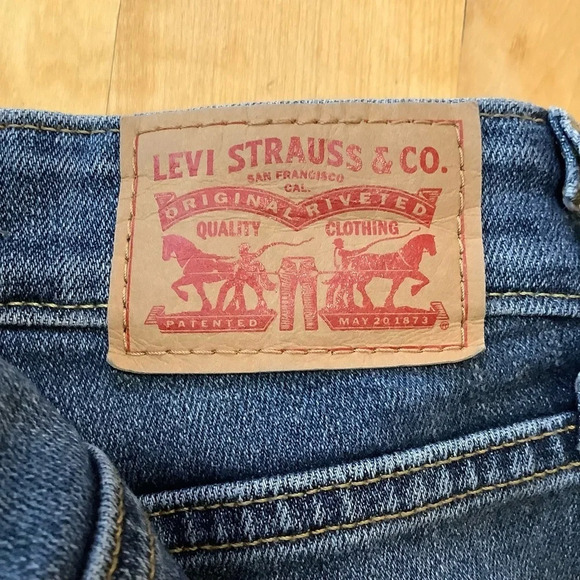 LEVI STRAUSS & CO.
SAN FRANCISCO
CAL.
ORIGINAL RIVETED
QUALITY CLOTHING
PATENTED MAY 20 1873
®